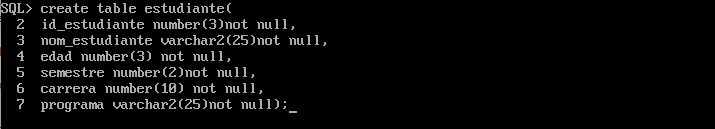 SQL> create table estudiante(
2 id_estudiante number(3)not null,
3 nom_estudiante varchar2(25)not null,
4 edad number(3) not null,
5 semestre number(2)not null,
6 carrera number(10) not null,
7 programa varchar2(25)not null);_